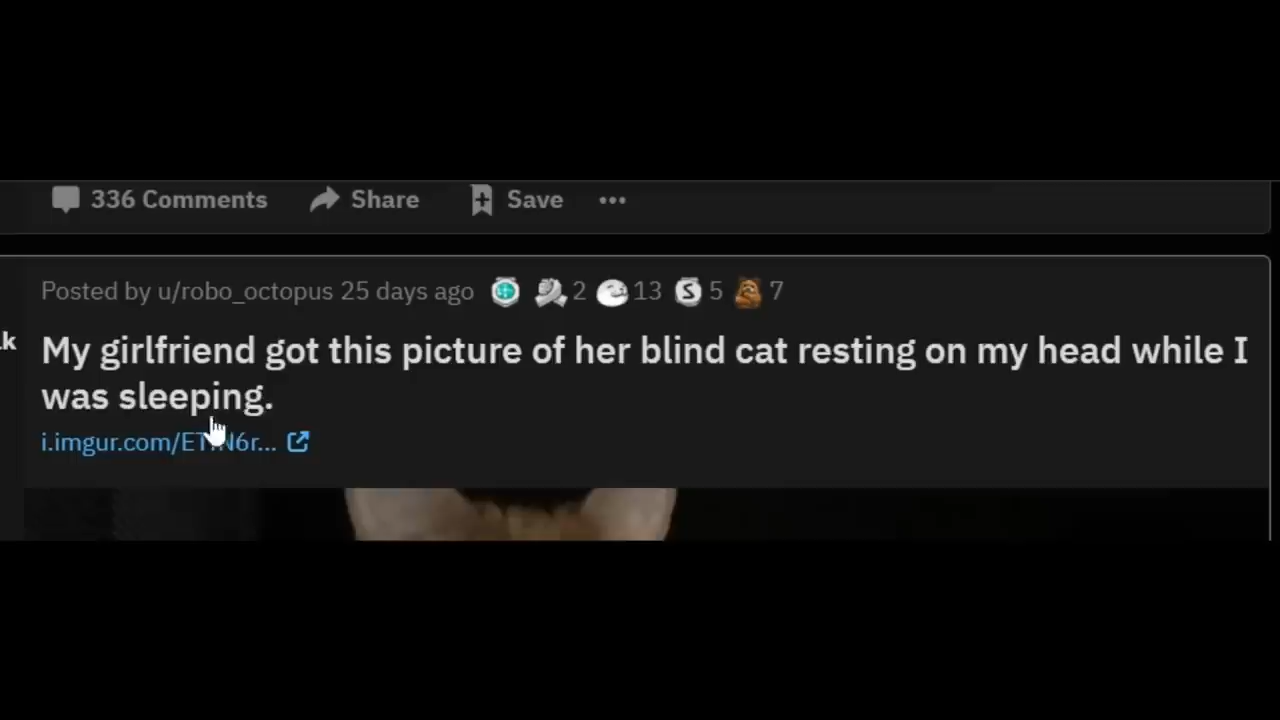 336 Comments Share Save
Posted by u/robo_octopus 25 days ago 2 13 S 5 7
lk
My girlfriend got this picture of her blind cat resting on my head while I
was sleeping.